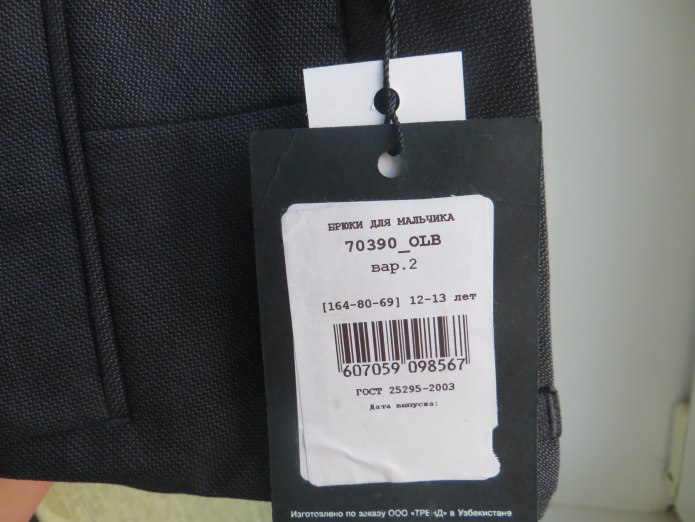 БРЮКИ ДЛЯ МАЛЬЧИКА
70390_OLB
вар.2
[164-80-69] 12-13 лет
607059 098567
ГОСТ 25295-2003
Дата выпуска:
Изготовлено по заказу ООО «ТРЕНД» в Узбекистане